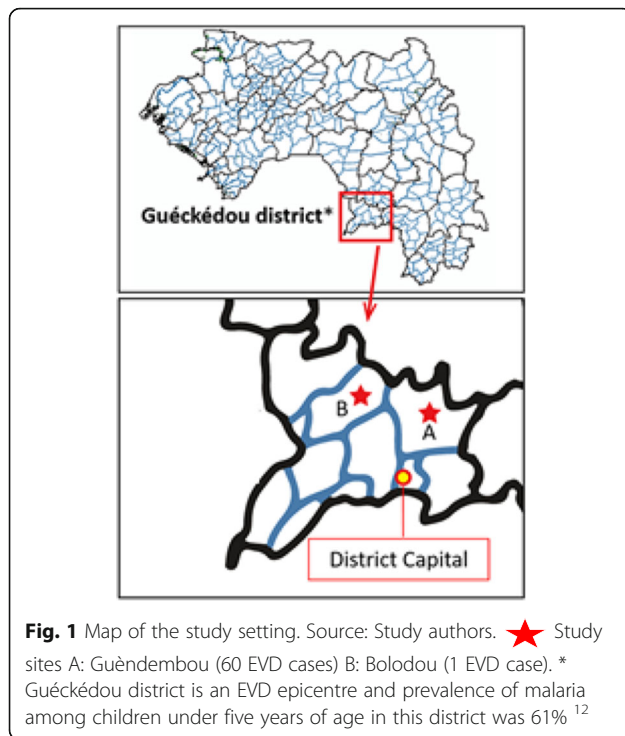 Guéckédou district*
B
A
District Capital
Fig. 1 Map of the study setting. Source: Study authors. Study
sites A: Guèndembou (60 EVD cases) B: Bolodou (1 EVD case). *
Guéckédou district is an EVD epicentre and prevalence of malaria
among children under five years of age in this district was 61% 12